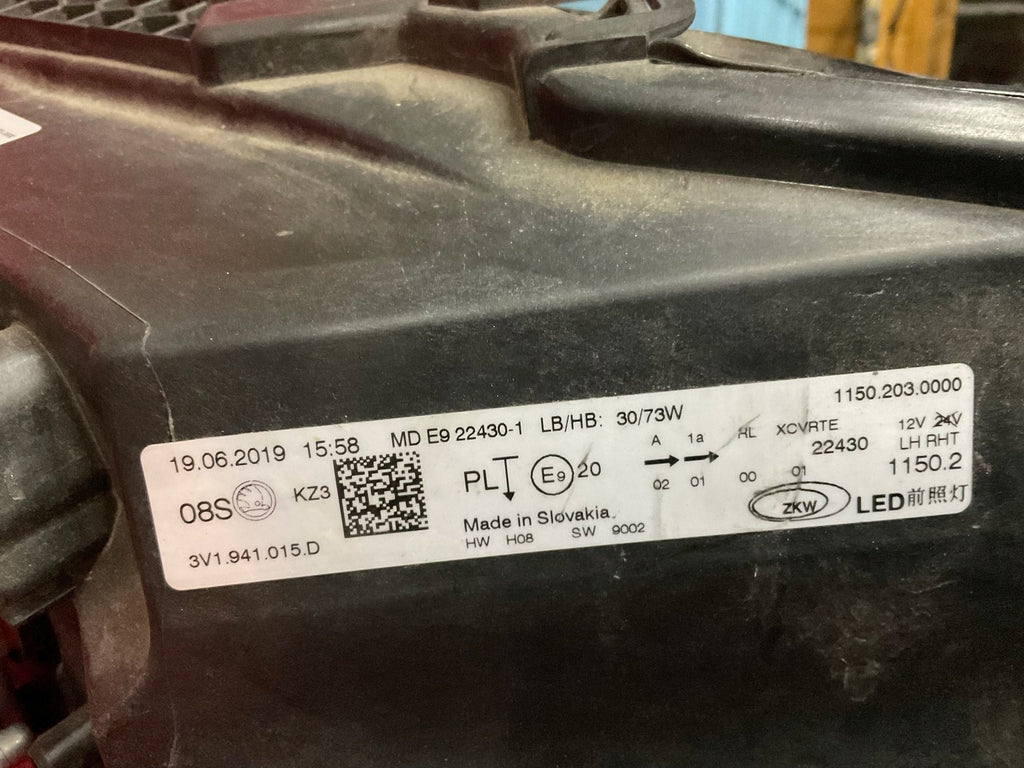 1150.203.0000
19.06.2019 15:58 MD E9 22430-1 LB/HB: 30/73W
A 1a RL XCVRTE 12V 24V
08S KZ3 PL E9 20 22430 LH RHT
02 01 00 01 1150.2
Made in Slovakia ZKW LED前照灯
3V1.941.015.D HW H08 SW 9002